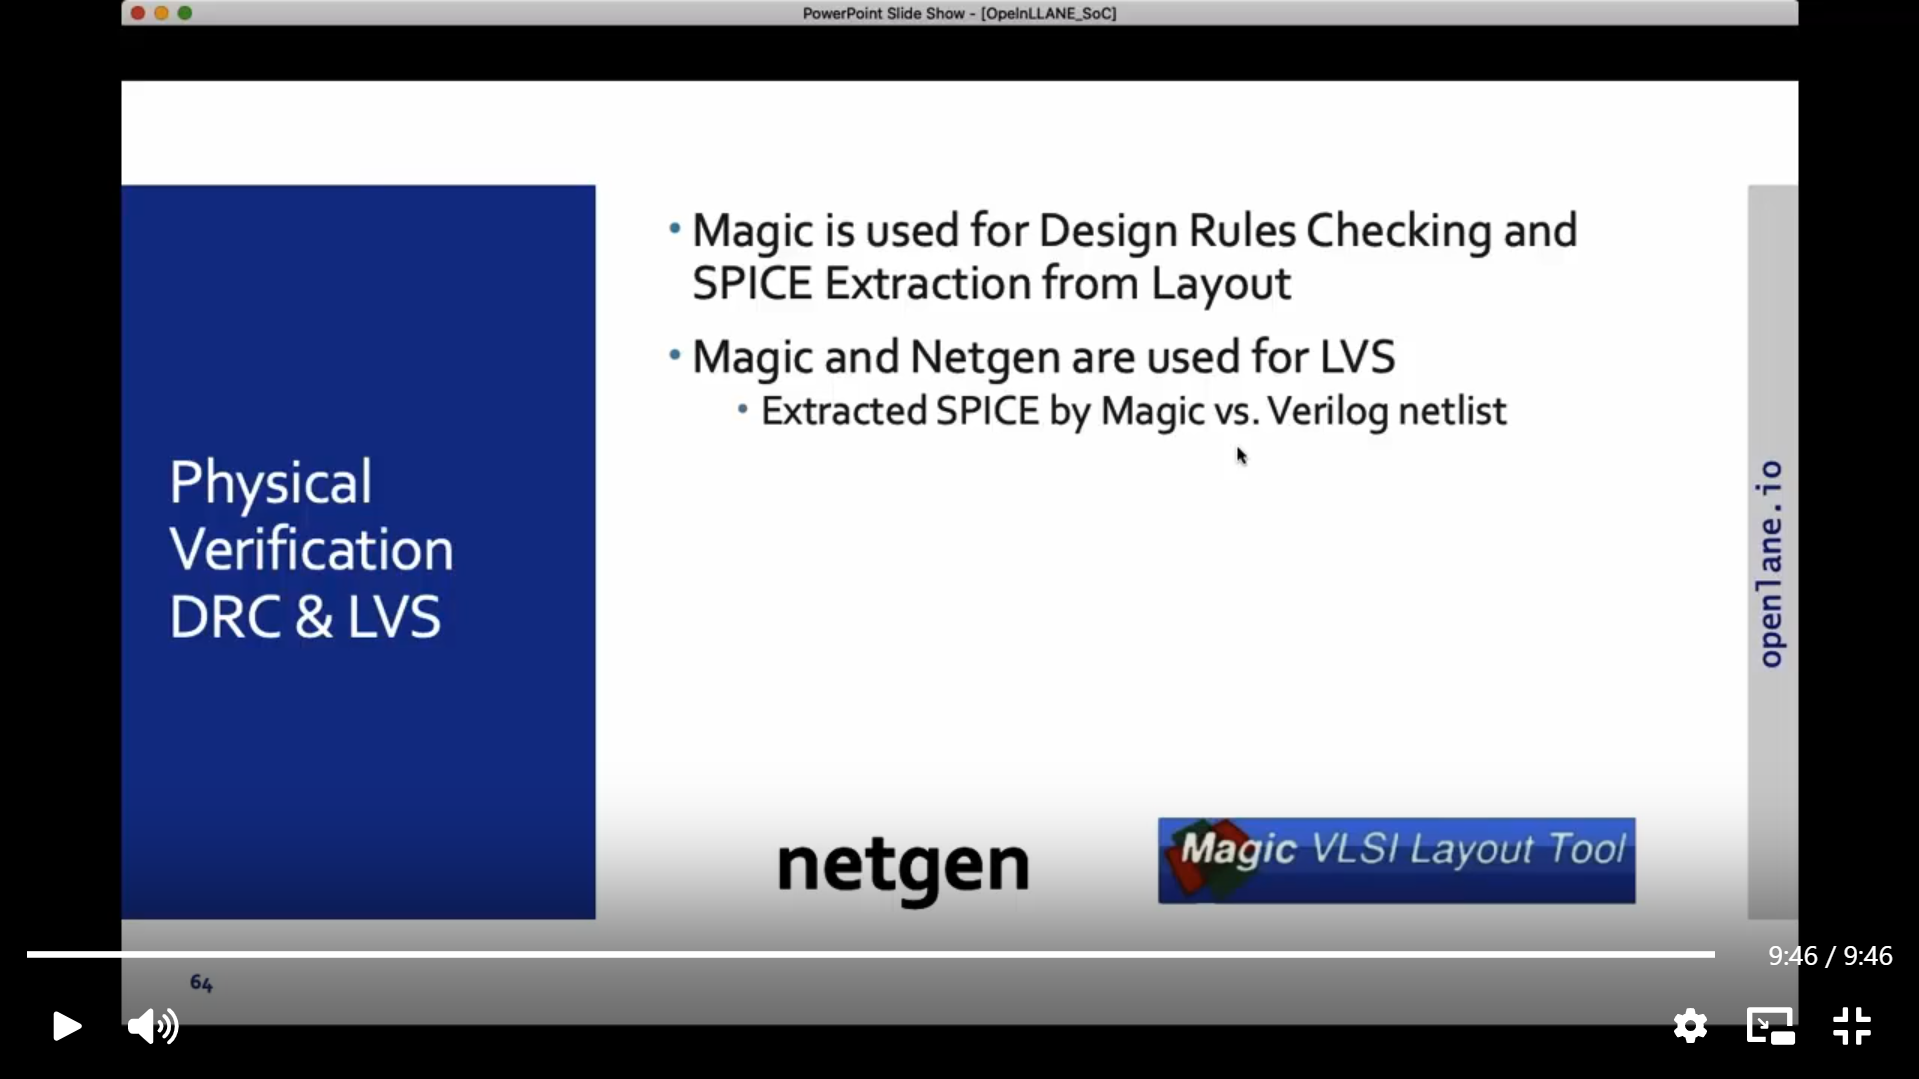 PowerPoint Slide Show - [OpeInLLANE_SoC]
Physical
Verification
DRC & LVS
• Magic is used for Design Rules Checking and
SPICE Extraction from Layout
• Magic and Netgen are used for LVS
• Extracted SPICE by Magic vs. Verilog netlist
openlane.io
netgen
Magic VLSI Layout Tool
64
9:46 / 9:46